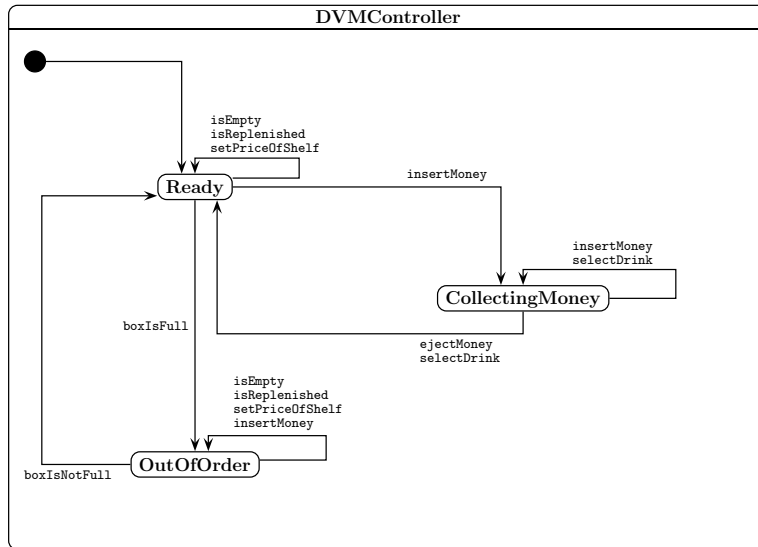 DVMController
isEmpty
isReplenished
setPriceOfShelf
Ready
insertMoney
insertMoney
selectDrink
CollectingMoney
boxIsFull
ejectMoney
selectDrink
isEmpty
isReplenished
setPriceOfShelf
insertMoney
OutOfOrder
boxIsNotFull